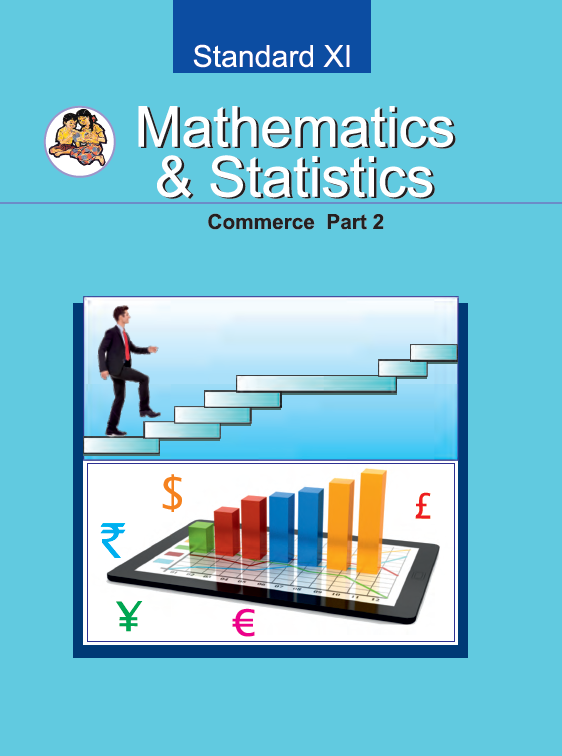 Standard XI
Mathematics
& Statistics
Commerce Part 2
$
£
₹
¥
€